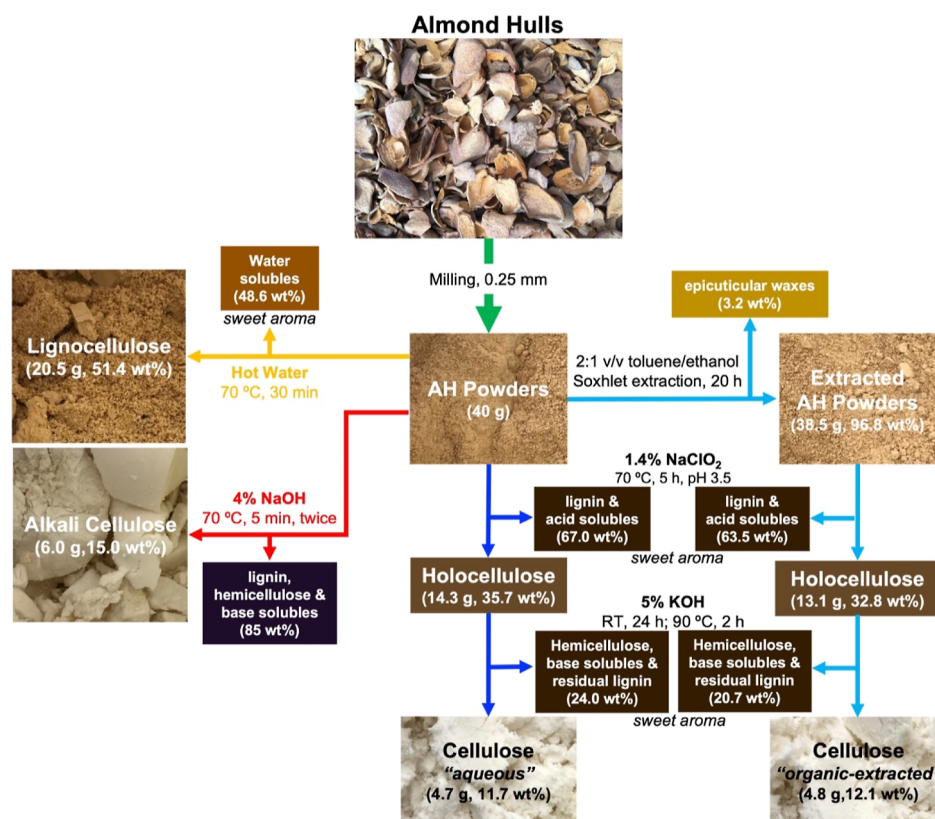 Almond Hulls
Milling, 0.25 mm
Water
solubles
(48.6 wt%)
sweet aroma
Lignocellulose
(20.5 g, 51.4 wt%)
Hot Water
70 ºC, 30 min
AH Powders
(40 g)
epicuticular waxes
(3.2 wt%)
2:1 v/v toluene/ethanol
Soxhlet extraction, 20 h
Extracted
AH Powders
(38.5 g, 96.8 wt%)
4% NaOH
70 ºC, 5 min, twice
Alkali Cellulose
(6.0 g,15.0 wt%)
lignin,
hemicellulose &
base solubles
(85 wt%)
1.4% NaClO₂
70 ºC, 5 h, pH 3.5
lignin &
acid solubles
(67.0 wt%)
lignin &
acid solubles
(63.5 wt%)
sweet aroma
Holocellulose
(14.3 g, 35.7 wt%)
Holocellulose
(13.1 g, 32.8 wt%)
5% KOH
RT, 24 h; 90 ºC, 2 h
Hemicellulose,
base solubles &
residual lignin
(24.0 wt%)
Hemicellulose,
base solubles &
residual lignin
(20.7 wt%)
sweet aroma
Cellulose
"aqueous"
(4.7 g, 11.7 wt%)
Cellulose
"organic-extracted
(4.8 g,12.1 wt%)